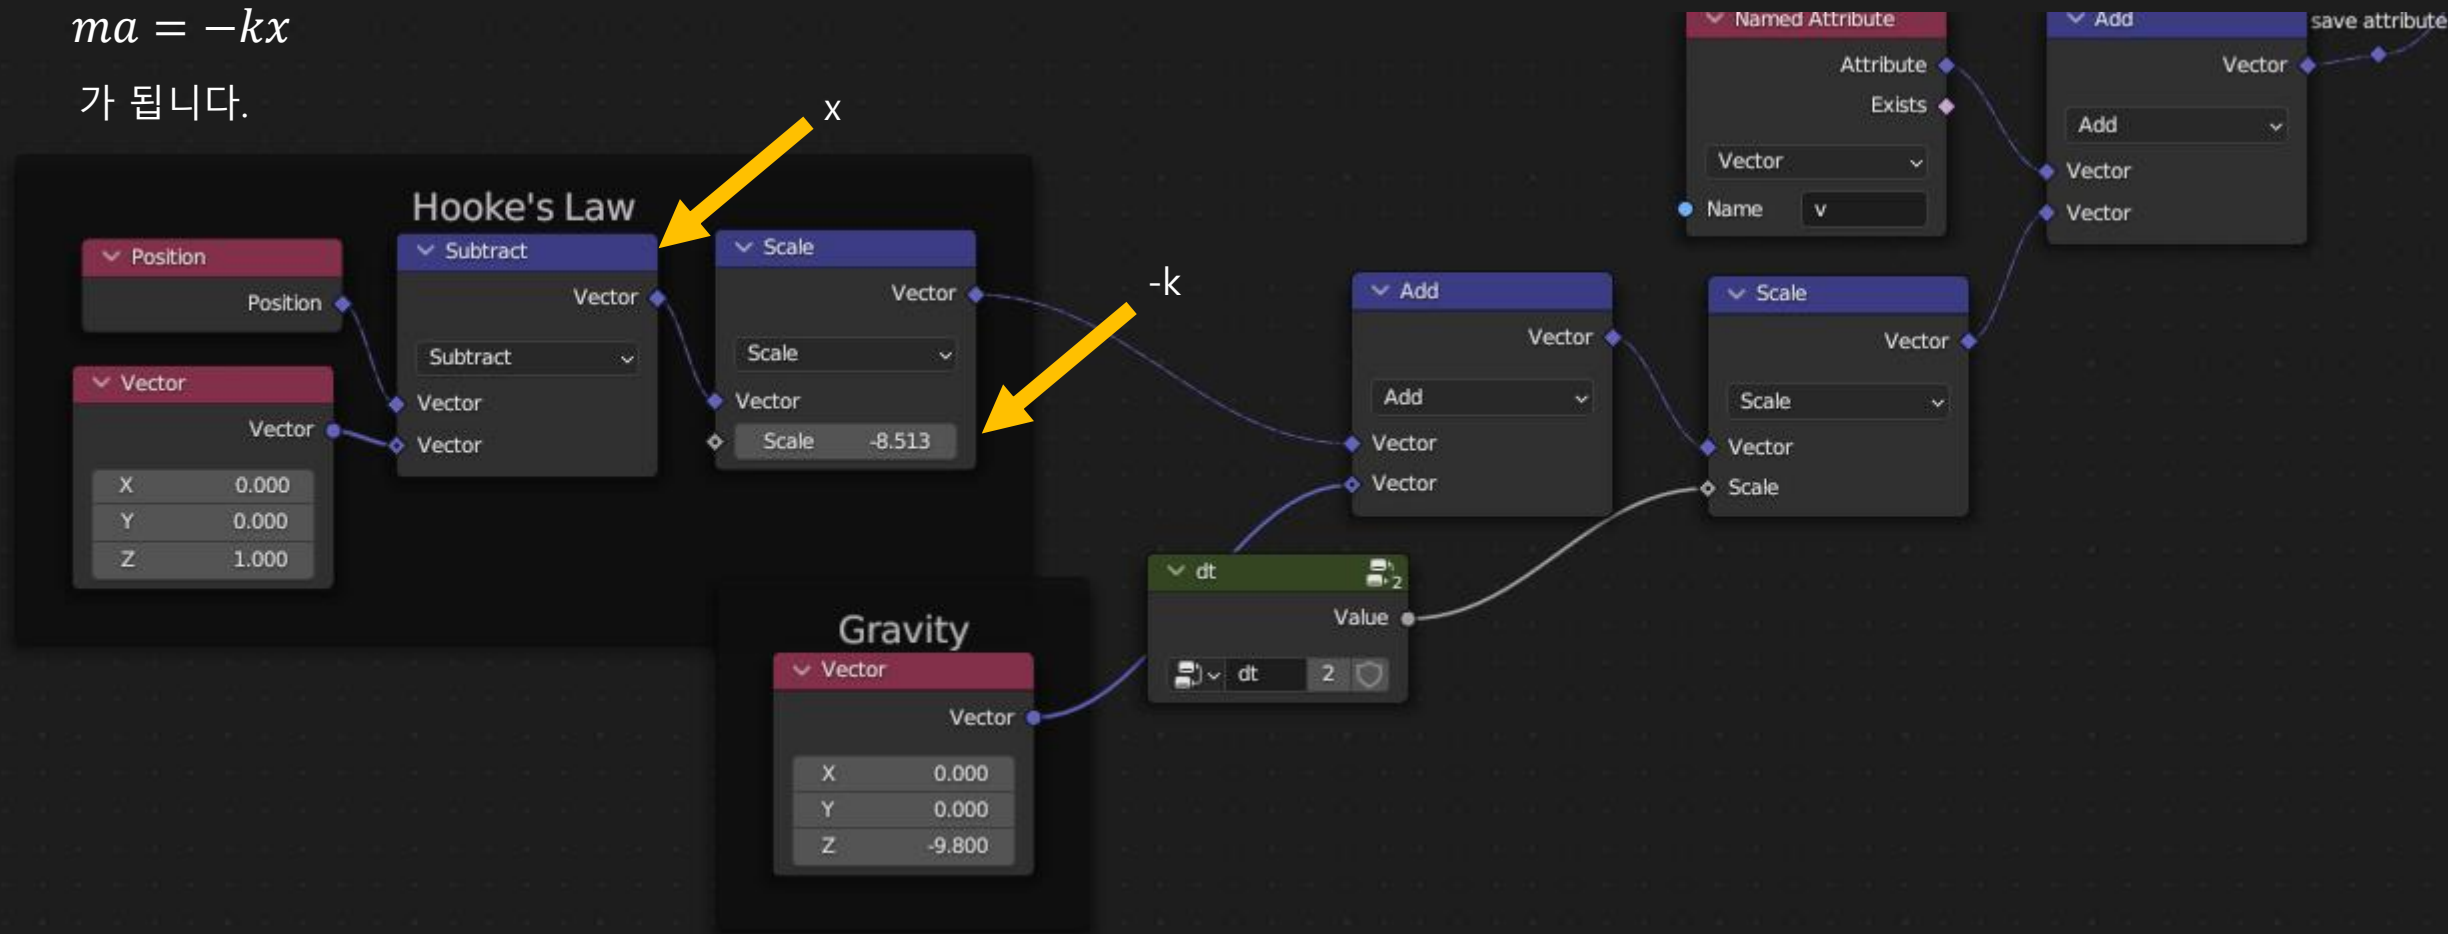 ma = −kx
가 됩니다.
x
-k
Hooke's Law
Position
Position
Vector
Vector
X 0.000
Y 0.000
Z 1.000
Subtract
Vector
Subtract
Vector
Vector
Scale
Vector
Scale
Vector
Scale -8.513
Gravity
Vector
Vector
X 0.000
Y 0.000
Z -9.800
dt
2
Value
dt 2
Add
Vector
Add
Vector
Vector
Scale
Vector
Scale
Vector
Scale
Named Attribute
Attribute
Exists
Vector
Name v
Add
Vector
Add
Vector
Vector
save attribute